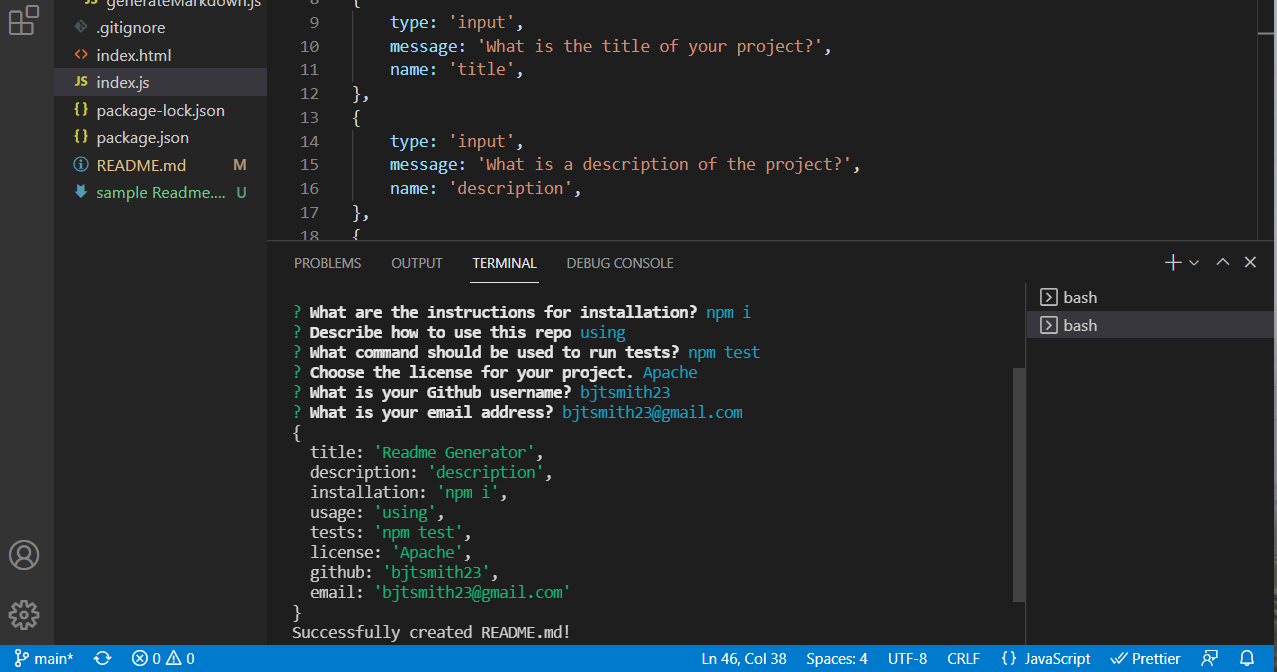 JS generateMarkdown.js
.gitignore
<> index.html
JS index.js
{} package-lock.json
{} package.json
README.md M
sample Readme.... U
8 {
9 type: 'input',
10 message: 'What is the title of your project?',
11 name: 'title',
12 },
13 {
14 type: 'input',
15 message: 'What is a description of the project?',
16 name: 'description',
17 },
18 {
PROBLEMS OUTPUT TERMINAL DEBUG CONSOLE
? What are the instructions for installation? npm i
? Describe how to use this repo using
? What command should be used to run tests? npm test
? Choose the license for your project. Apache
? What is your Github username? bjtsmith23
? What is your email address? bjtsmith23@gmail.com
{
title: 'Readme Generator',
description: 'description',
installation: 'npm i',
usage: 'using',
tests: 'npm test',
license: 'Apache',
github: 'bjtsmith23',
email: 'bjtsmith23@gmail.com'
}
Successfully created README.md!
bash
bash
main* 0 0 Ln 46, Col 38 Spaces: 4 UTF-8 CRLF {} JavaScript Prettier